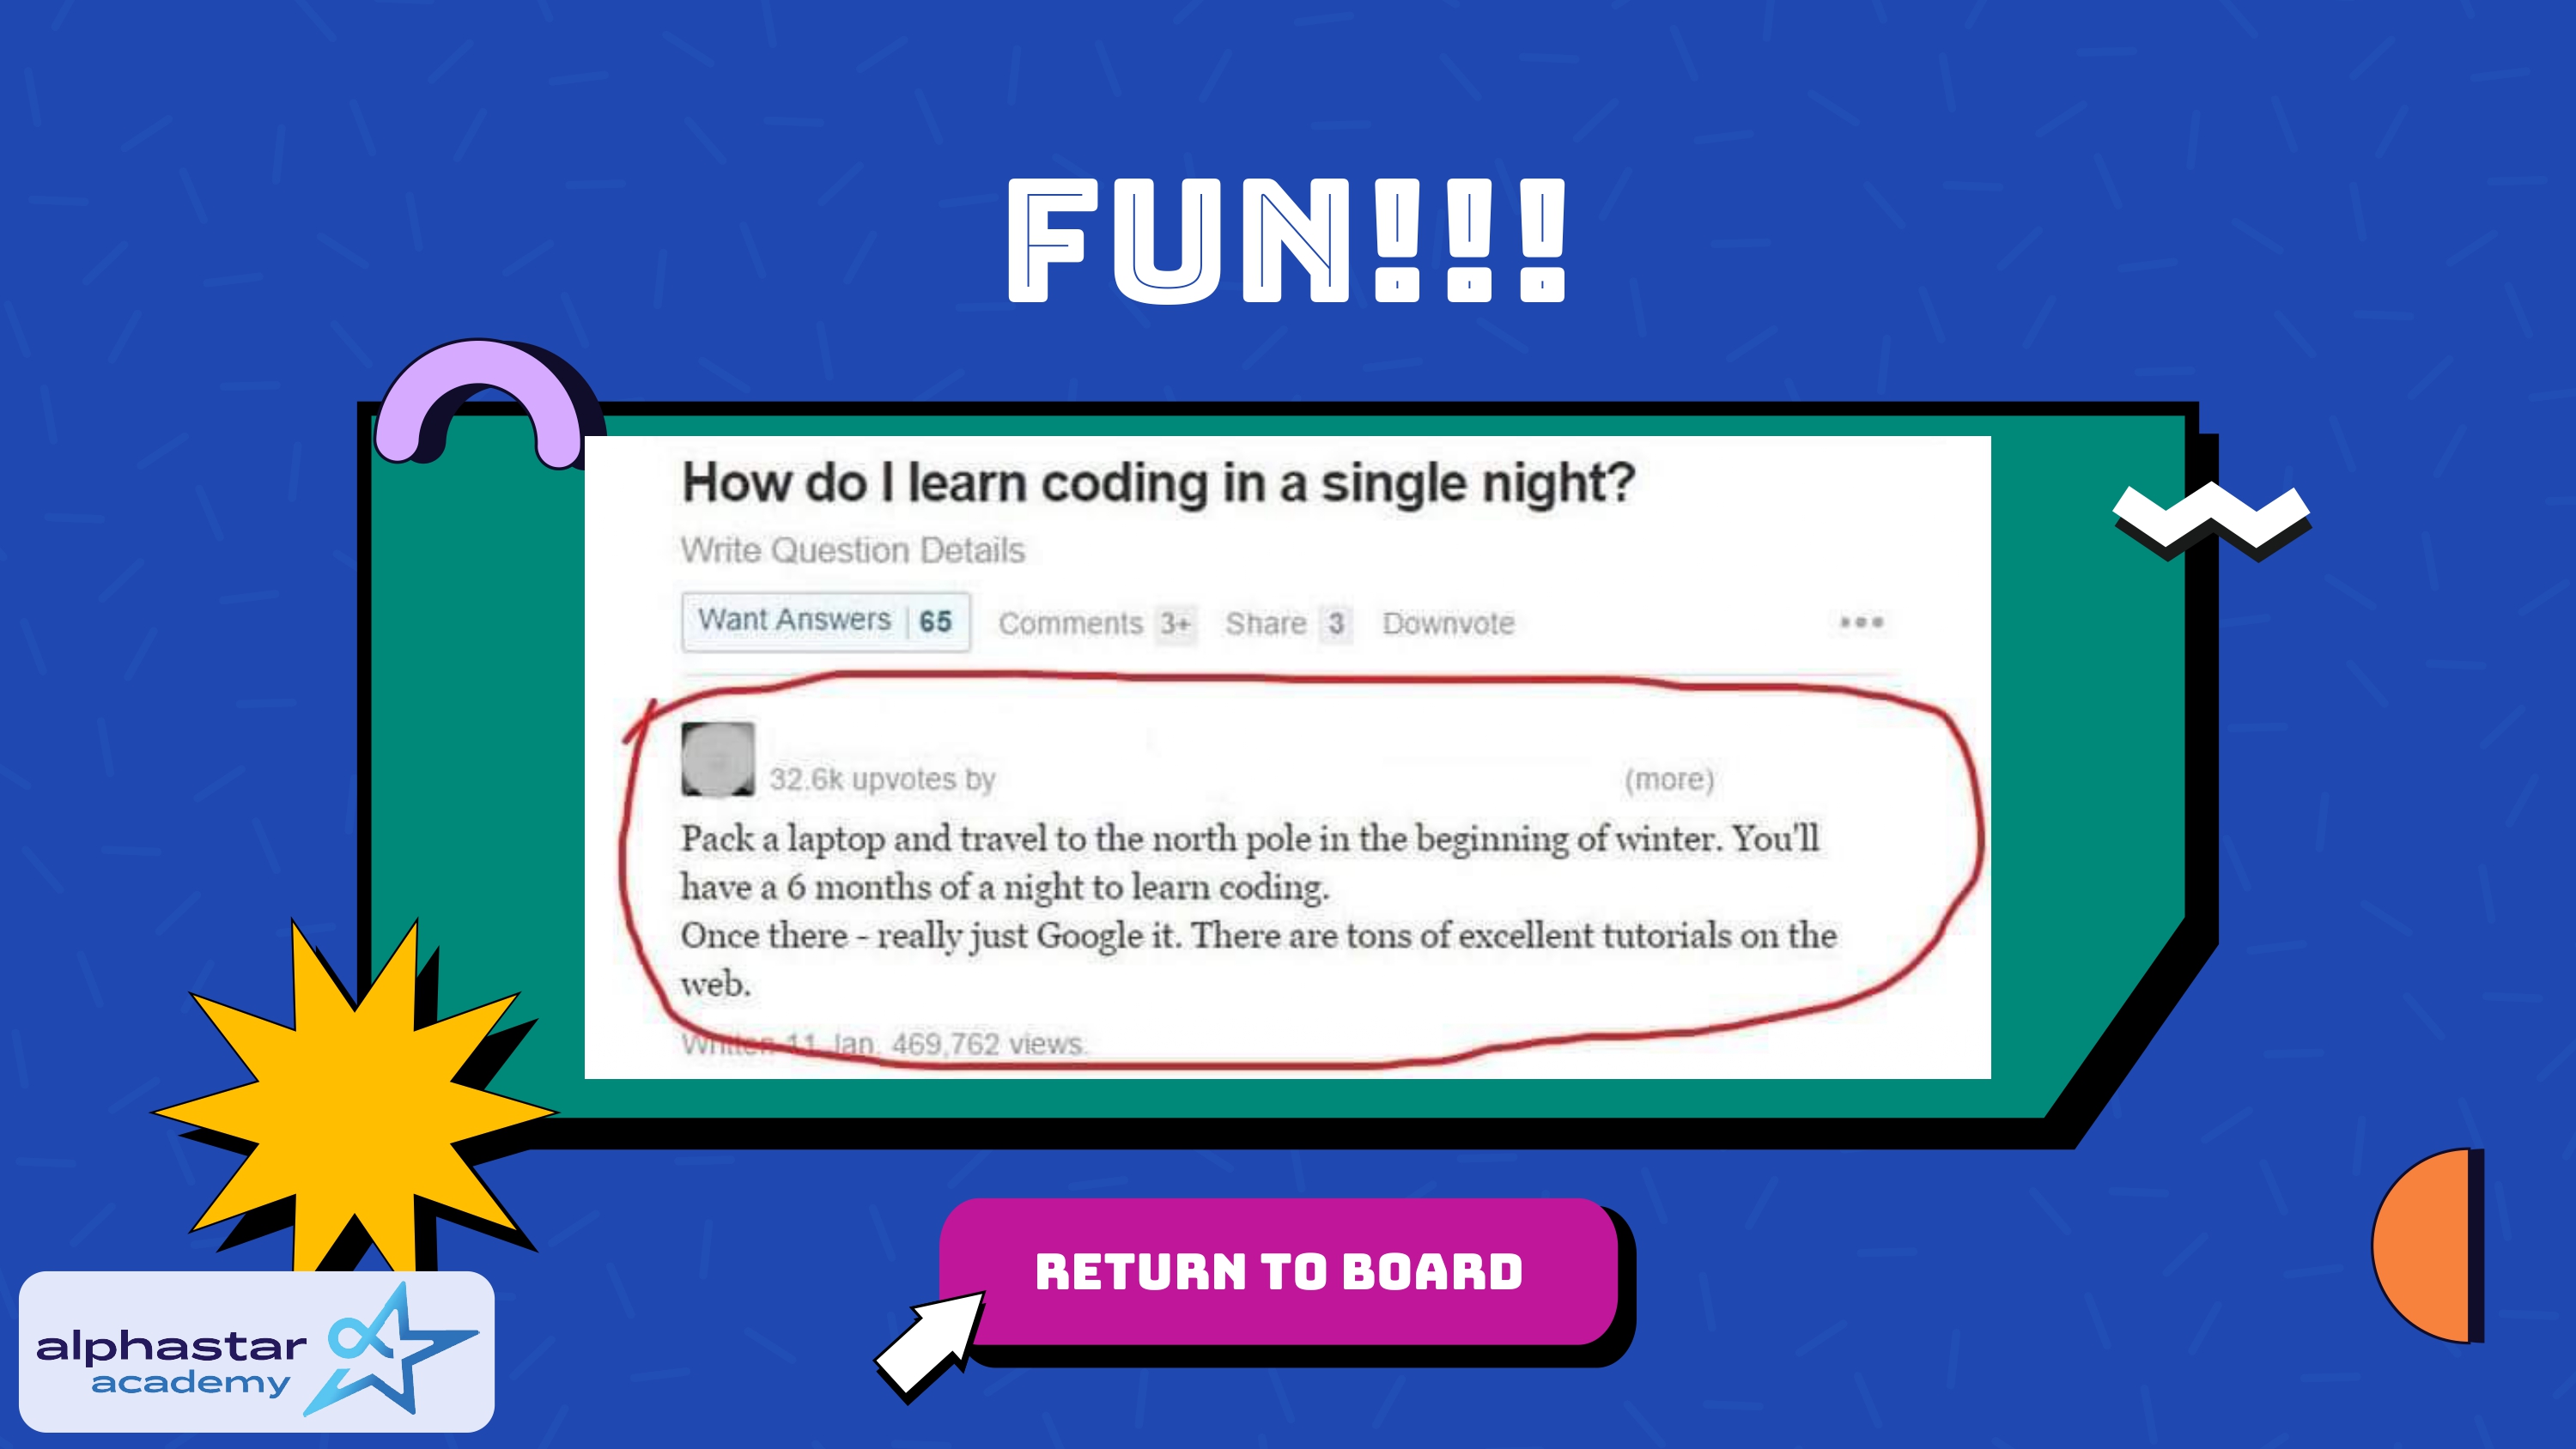 FUN!!!
How do I learn coding in a single night?
Write Question Details
Want Answers | 65 Comments 3+ Share 3 Downvote •••
32.6k upvotes by (more)
Pack a laptop and travel to the north pole in the beginning of winter. You'll
have a 6 months of a night to learn coding.
Once there - really just Google it. There are tons of excellent tutorials on the
web.
Written 11 Jan. 469,762 views.
RETURN TO BOARD
alphastar
academy